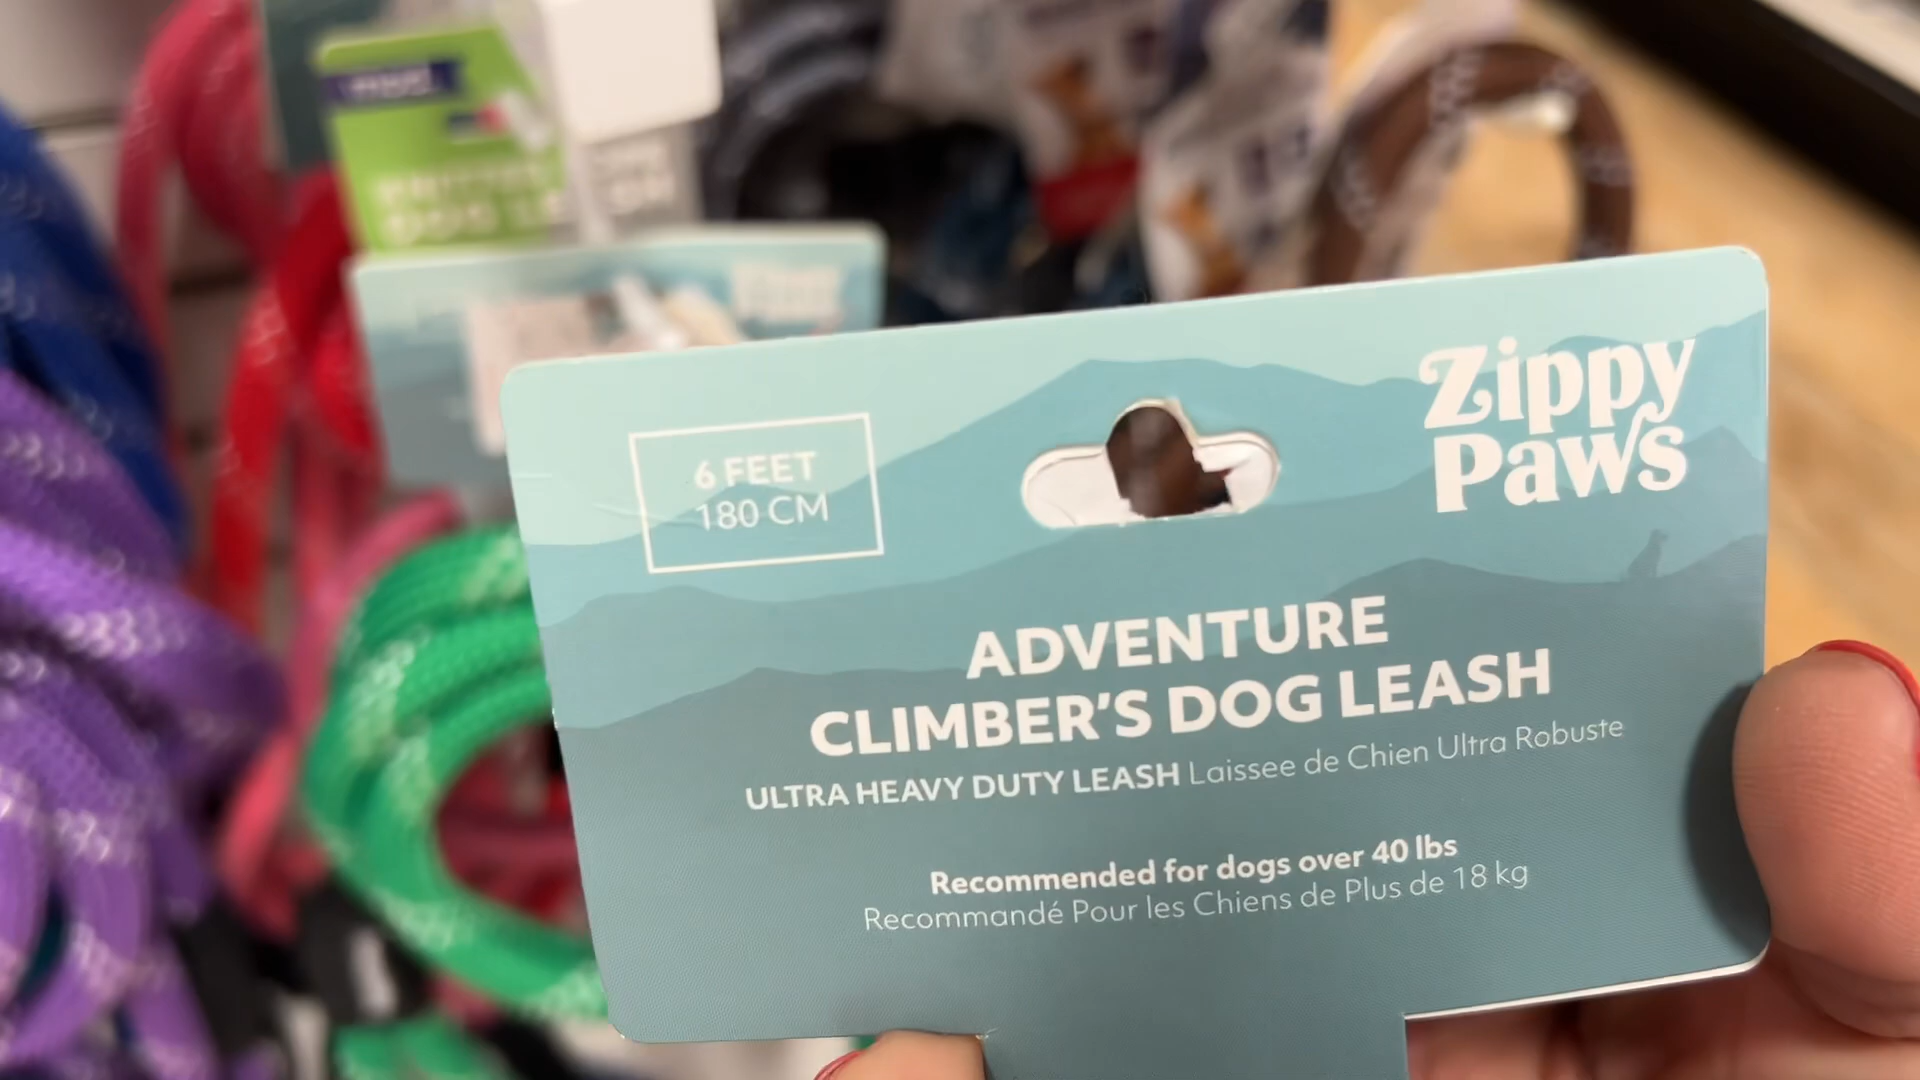 6 FEET
180 CM
Zippy
Paws
ADVENTURE
CLIMBER'S DOG LEASH
ULTRA HEAVY DUTY LEASH Laissee de Chien Ultra Robuste
Recommended for dogs over 40 lbs
Recommandé Pour les Chiens de Plus de 18 kg